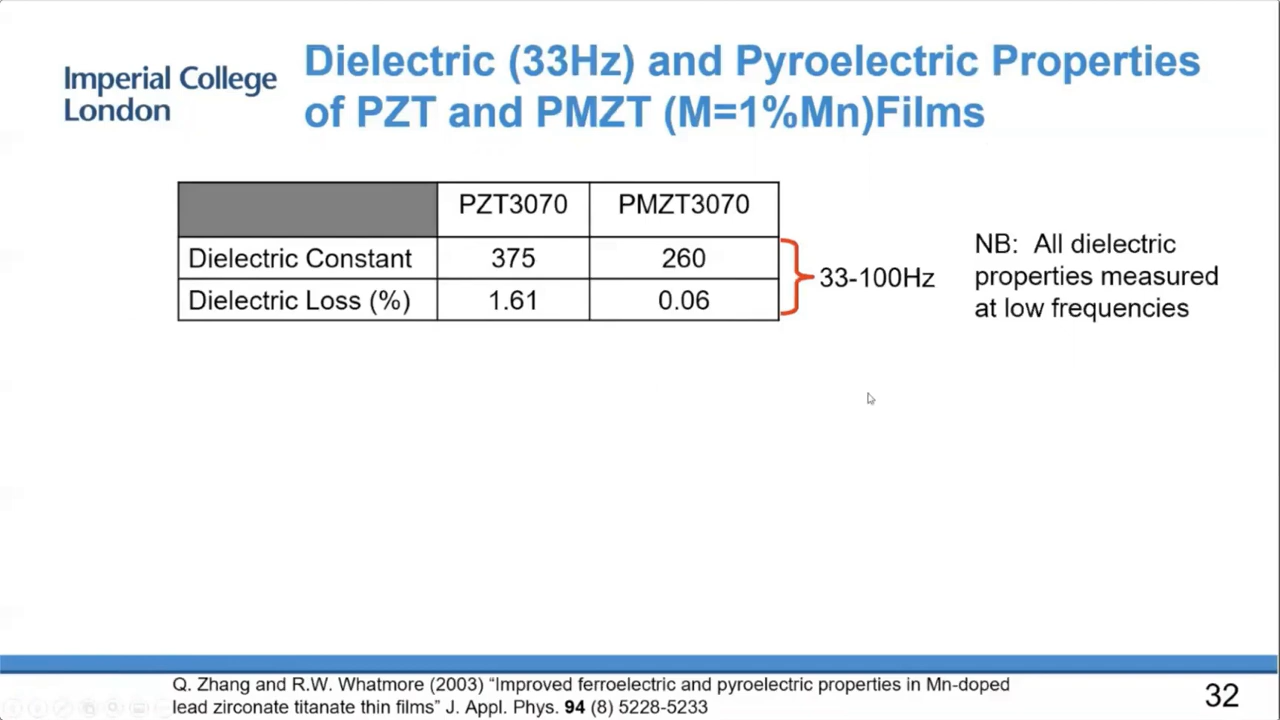 Imperial College
London
Dielectric (33Hz) and Pyroelectric Properties
of PZT and PMZT (M=1%Mn)Films
PZT3070 PMZT3070
Dielectric Constant 375 260
Dielectric Loss (%) 1.61 0.06
33-100Hz
NB: All dielectric
properties measured
at low frequencies
Q. Zhang and R.W. Whatmore (2003) “Improved ferroelectric and pyroelectric properties in Mn-doped
lead zirconate titanate thin films” J. Appl. Phys. 94 (8) 5228-5233
32